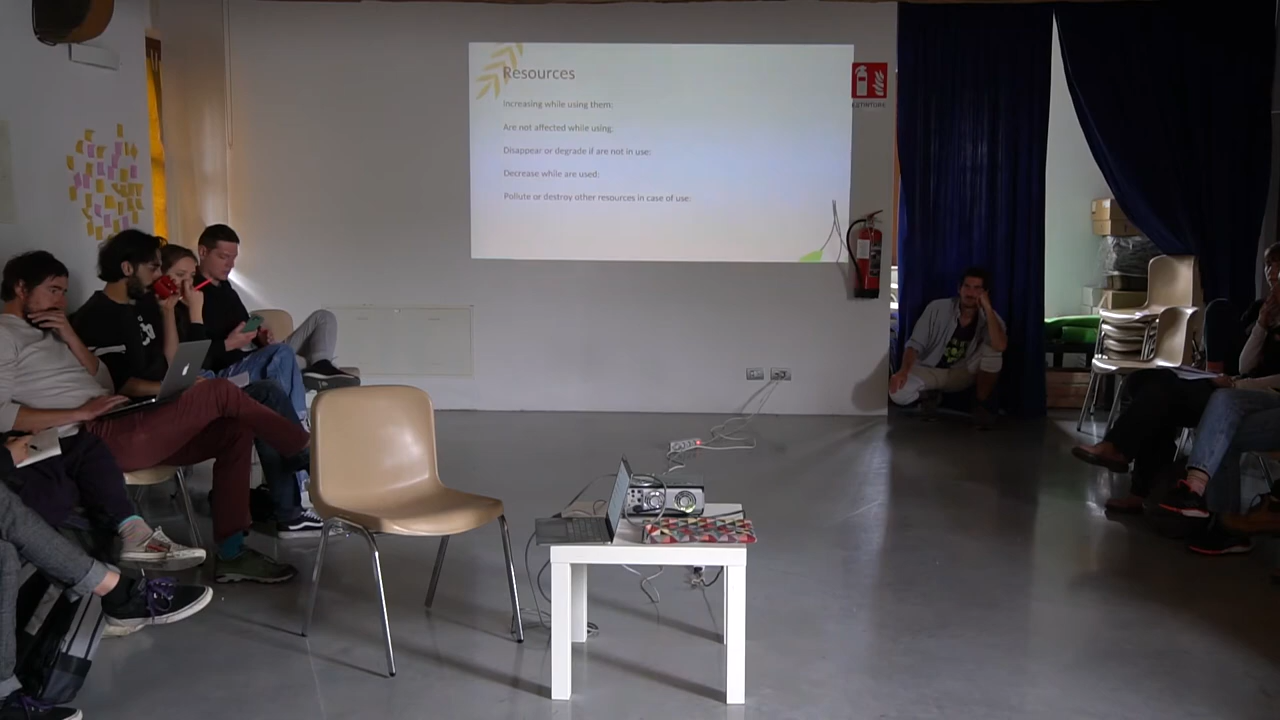 Resources
Increasing while using them:
Are not affected while using:
Disappear or degrade if are not in use:
Decrease while are used:
Pollute or destroy other resources in case of use:
ESTINTORE